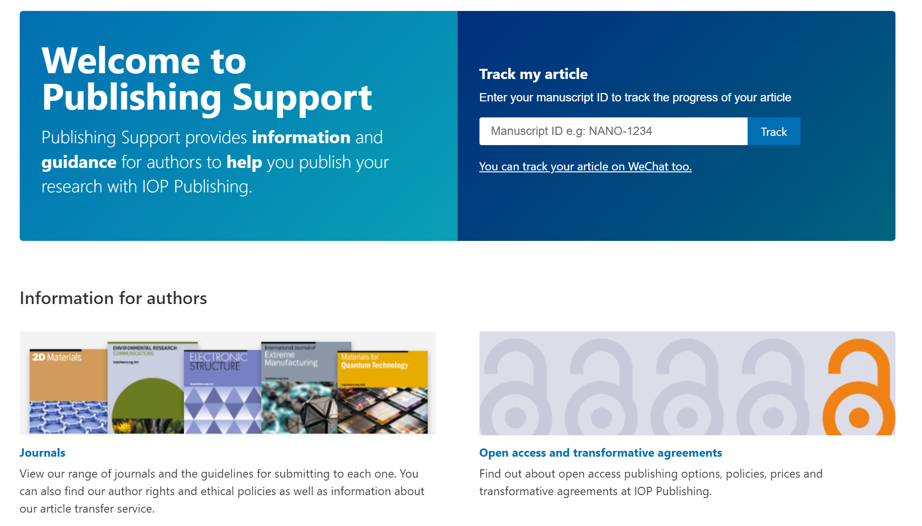 Welcome to
Publishing Support
Publishing Support provides information and
guidance for authors to help you publish your
research with IOP Publishing.
Track my article
Enter your manuscript ID to track the progress of your article
Manuscript ID e.g: NANO-1234
Track
You can track your article on WeChat too.
Information for authors
2D Materials
ENVIRONMENTAL RESEARCH
COMMUNICATIONS
ELECTRONIC
STRUCTURE
International Journal of
Extreme
Manufacturing
Materials for
Quantum Technology
Journals
View our range of journals and the guidelines for submitting to each one. You
can also find our author rights and ethical policies as well as information about
our article transfer service.
Open access and transformative agreements
Find out about open access publishing options, policies, prices and
transformative agreements at IOP Publishing.